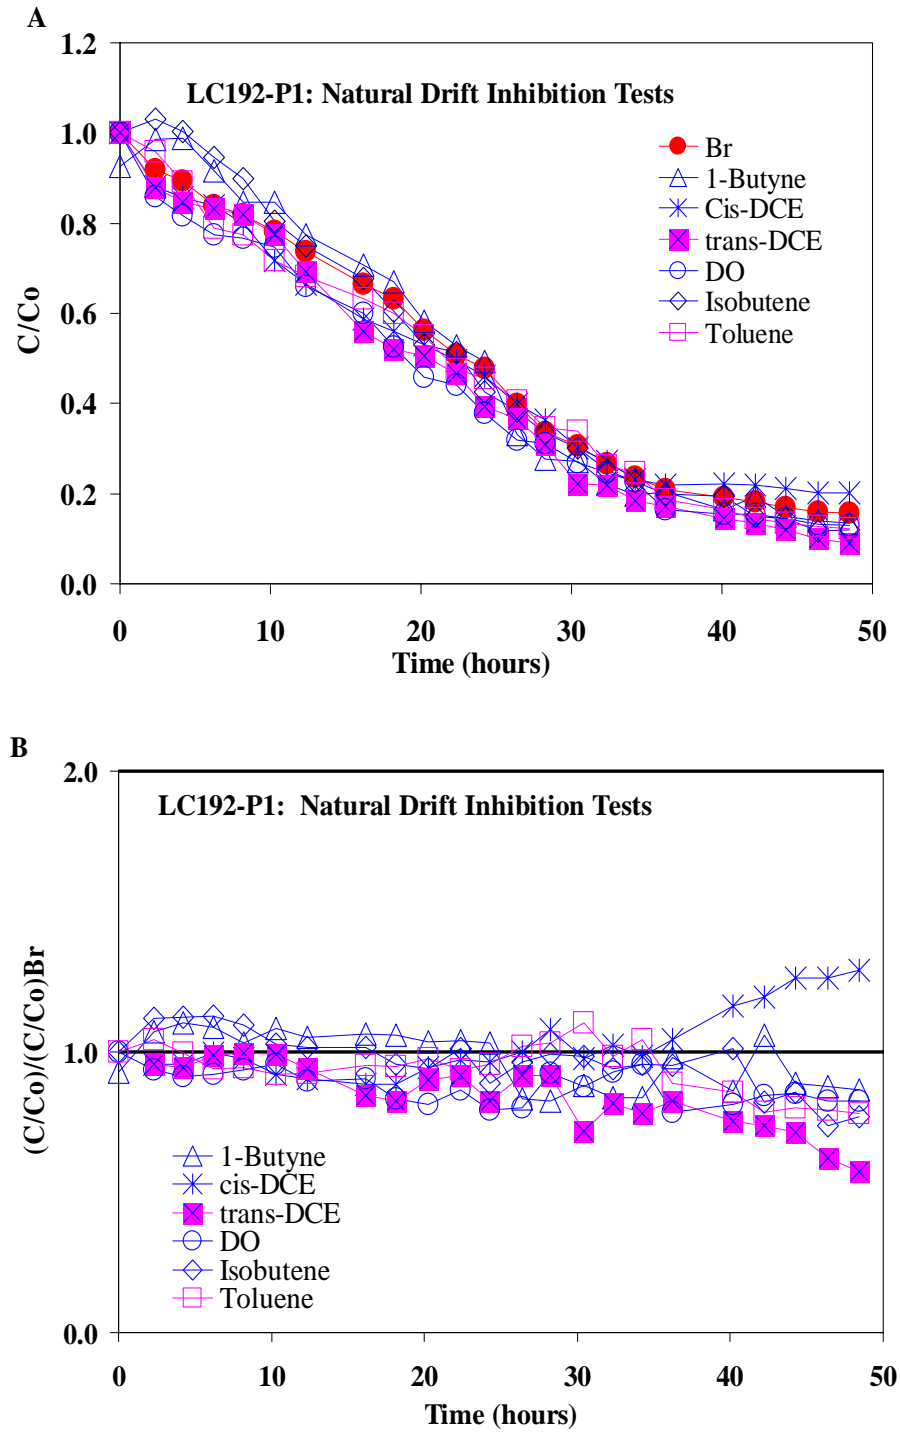 A
1.2
LC192-P1: Natural Drift Inhibition Tests
1.0
Br
1-Butyne
0.8
Cis-DCE
trans-DCE
C/Co
0.6
DO
Isobutene
Toluene
0.4
0.2
0.0
0 10 20 30 40 50
Time (hours)
B
2.0
LC192-P1: Natural Drift Inhibition Tests
(C/Co)/(C/Co)Br
1.0
1-Butyne
cis-DCE
trans-DCE
DO
Isobutene
Toluene
0.0
0 10 20 30 40 50
Time (hours)